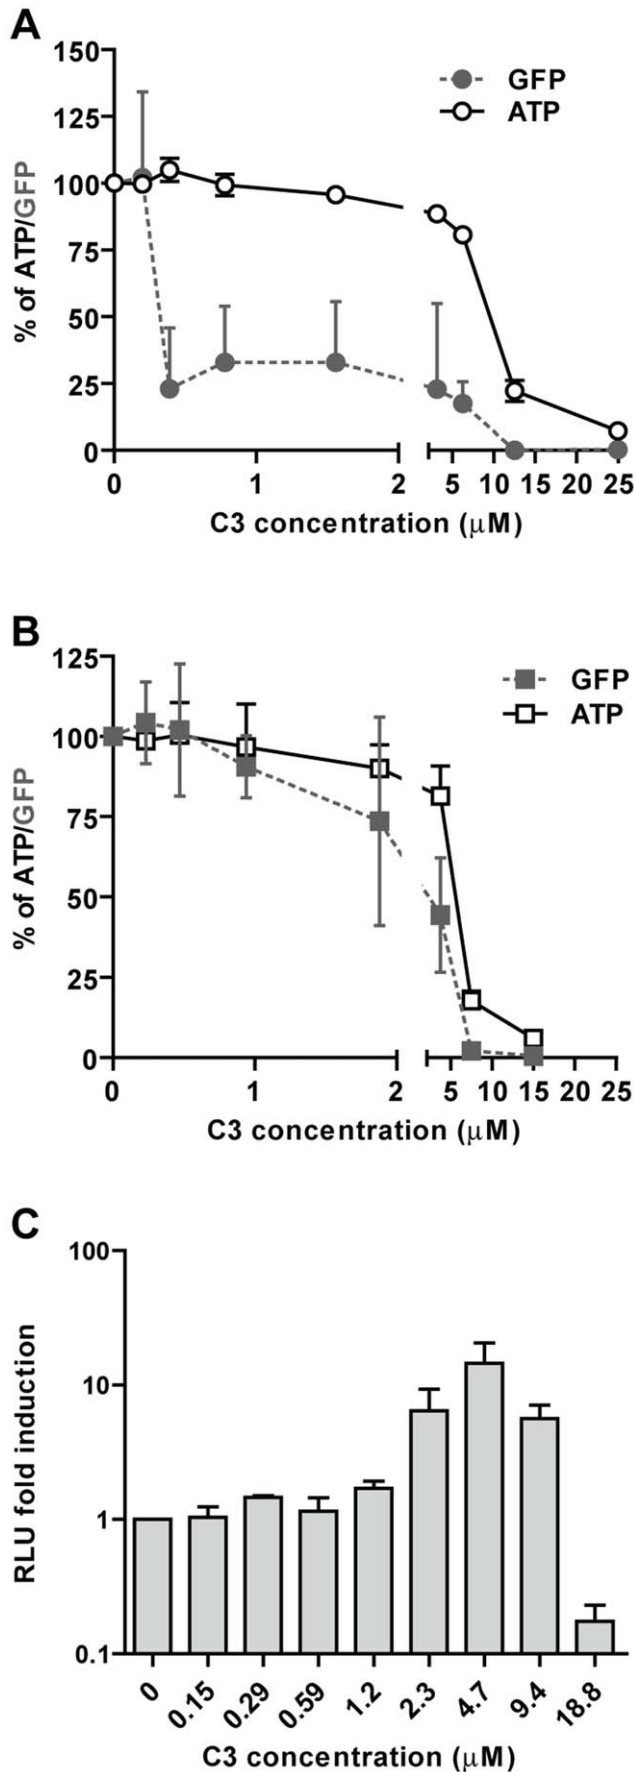 A
150
125
100
75
50
25
0
% of ATP/GFP
GFP
ATP
0 1 2 5 10 15 20 25
C3 concentration (μM)
B
125
100
75
50
25
0
% of ATP/GFP
GFP
ATP
0 1 2 5 10 15 20 25
C3 concentration (μM)
C
100
10
1
0.1
RLU fold induction
0 0.15 0.29 0.59 1.2 2.3 4.7 9.4 18.8
C3 concentration (μM)